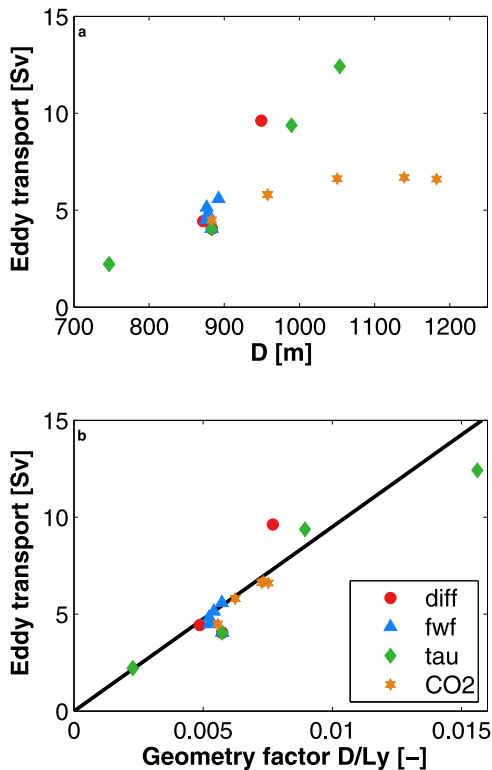 a
Eddy transport [Sv]
15
10
5
0
700 800 900 1000 1100 1200
D [m]
b
Eddy transport [Sv]
15
10
5
0
diff
fwf
tau
CO2
0 0.005 0.01 0.015
Geometry factor D/Ly [–]